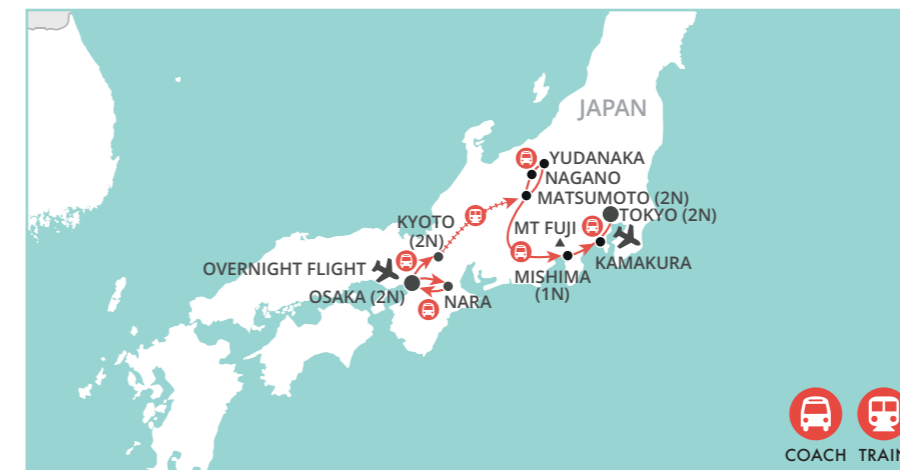 JAPAN
YUDANAKA
NAGANO
MATSUMOTO (2N)
TOKYO (2N)
KYOTO
(2N)
MT FUJI
KAMAKURA
OVERNIGHT FLIGHT
MISHIMA
(1N)
OSAKA (2N)
NARA
COACH TRAIN